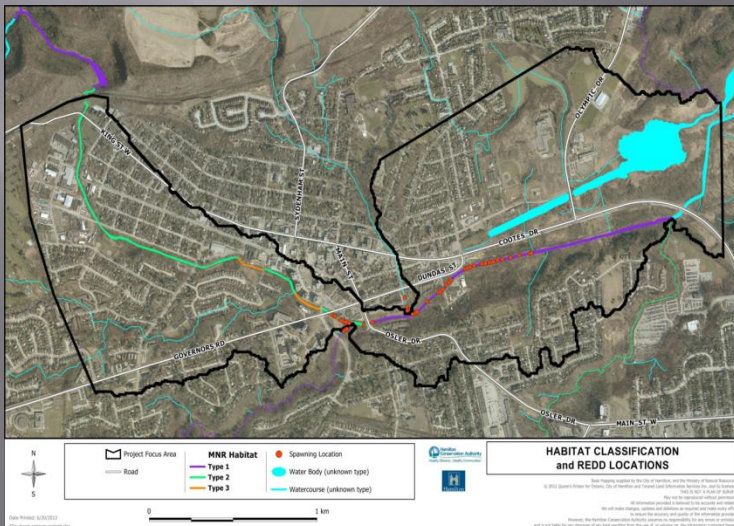 OLYMPIC DR
KING ST W
SYDENHAM ST
MAIN ST
COOTES DR
DUNDAS ST
GOVERNORS RD
OSLER DR
OSLER DR
MAIN ST W
N
S
Project Focus Area
Road
MNR Habitat
Type 1
Type 2
Type 3
Spawning Location
Water Body (unknown type)
Watercourse (unknown type)
Hamilton
Conservation Authority
Hamilton
HABITAT CLASSIFICATION
and REDD LOCATIONS
0
1 km